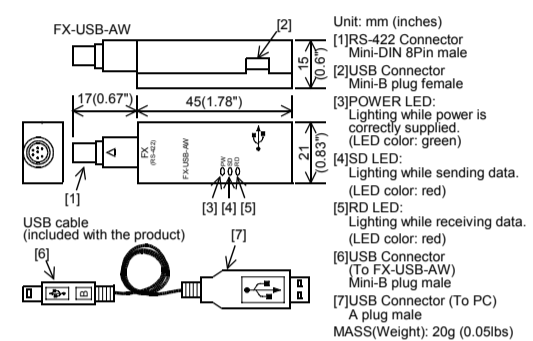 FX-USB-AW
[2]
15
(0.6")
17(0.67")
45(1.78")
FX
(RS-422)
FX-USB-AW
PW
SD
RD
21
(0.83")
[1]
[3] [4] [5]
USB cable
(included with the product)
[6]
[7]
B
Unit: mm (inches)
[1]RS-422 Connector
Mini-DIN 8Pin male
[2]USB Connector
Mini-B plug female
[3]POWER LED:
Lighting while power is
correctly supplied.
(LED color: green)
[4]SD LED:
Lighting while sending data.
(LED color: red)
[5]RD LED:
Lighting while receiving data.
(LED color: red)
[6]USB Connector
(To FX-USB-AW)
Mini-B plug male
[7]USB Connector (To PC)
A plug male
MASS(Weight): 20g (0.05lbs)